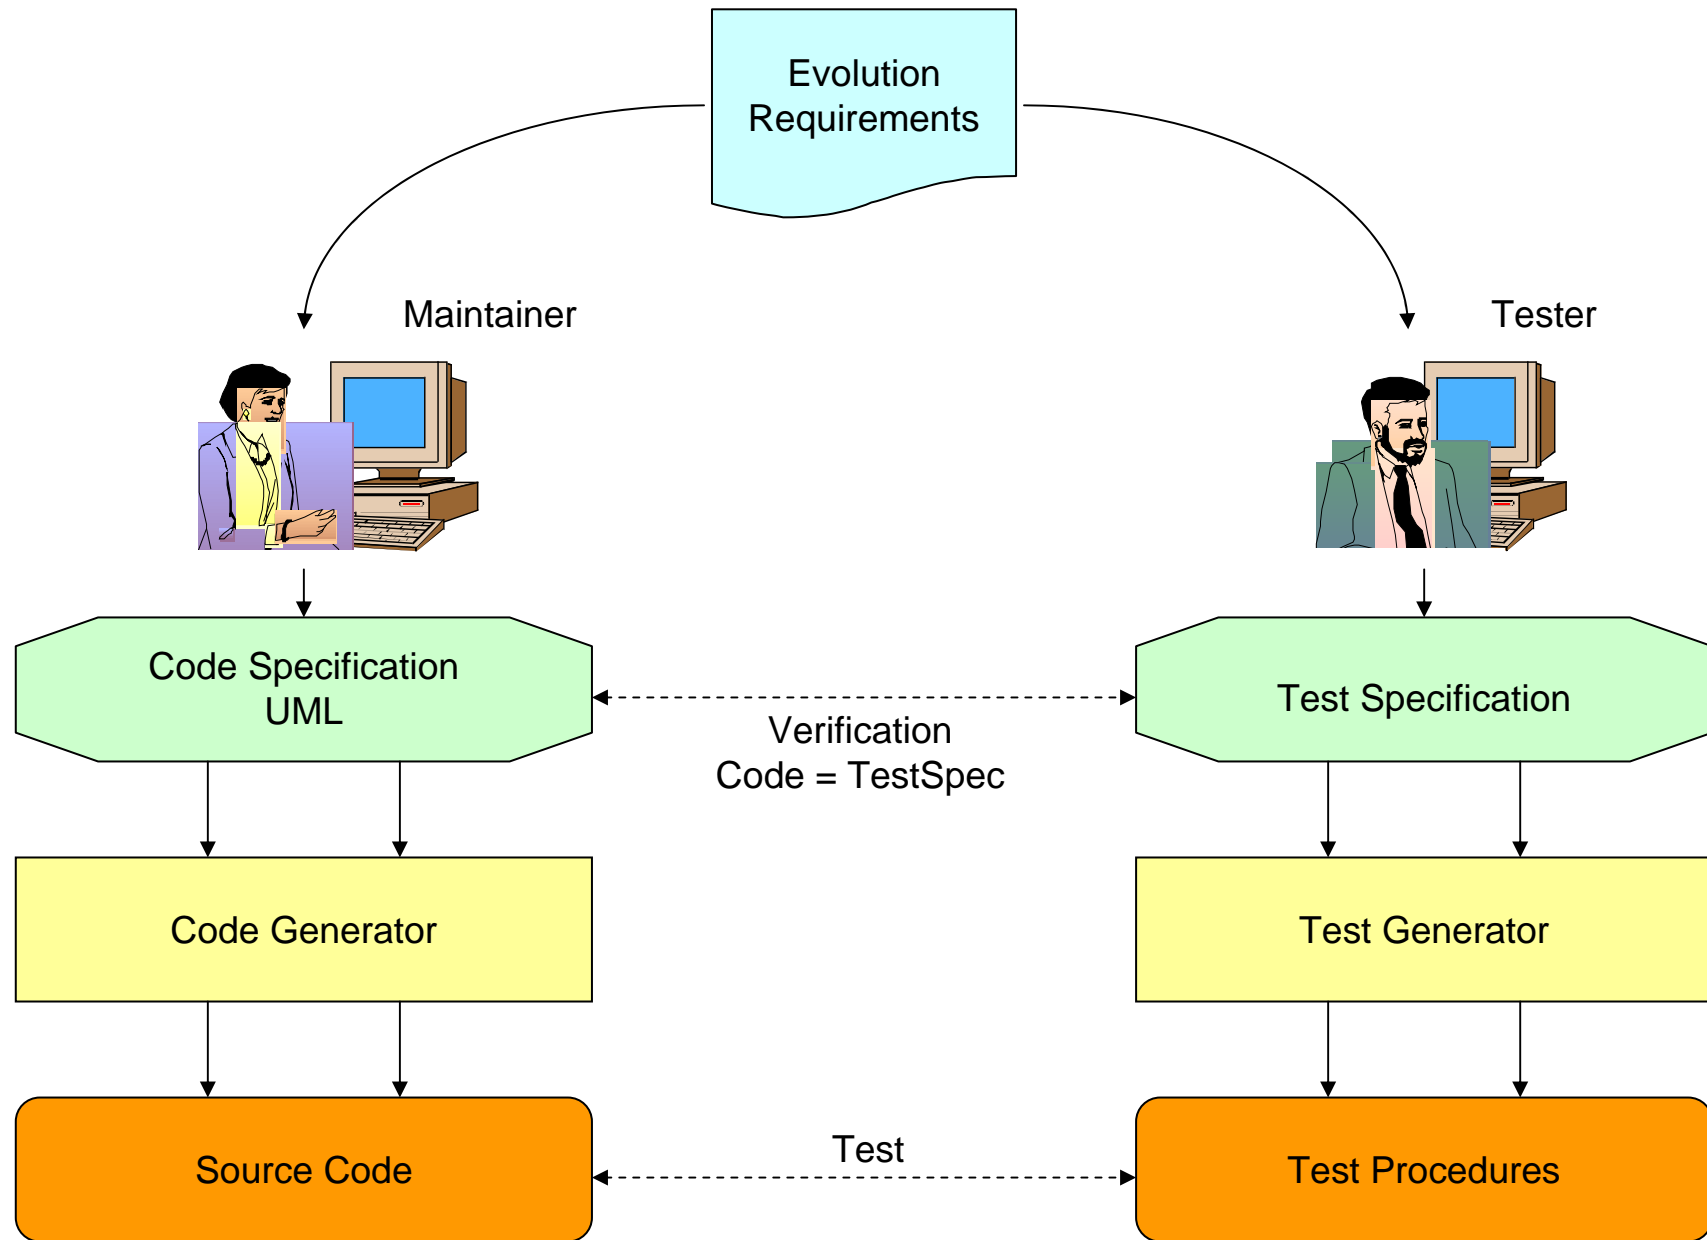 Evolution
Requirements
Maintainer
Tester
Code Specification
UML
Test Specification
Verification
Code = TestSpec
Code Generator
Test Generator
Test
Source Code
Test Procedures